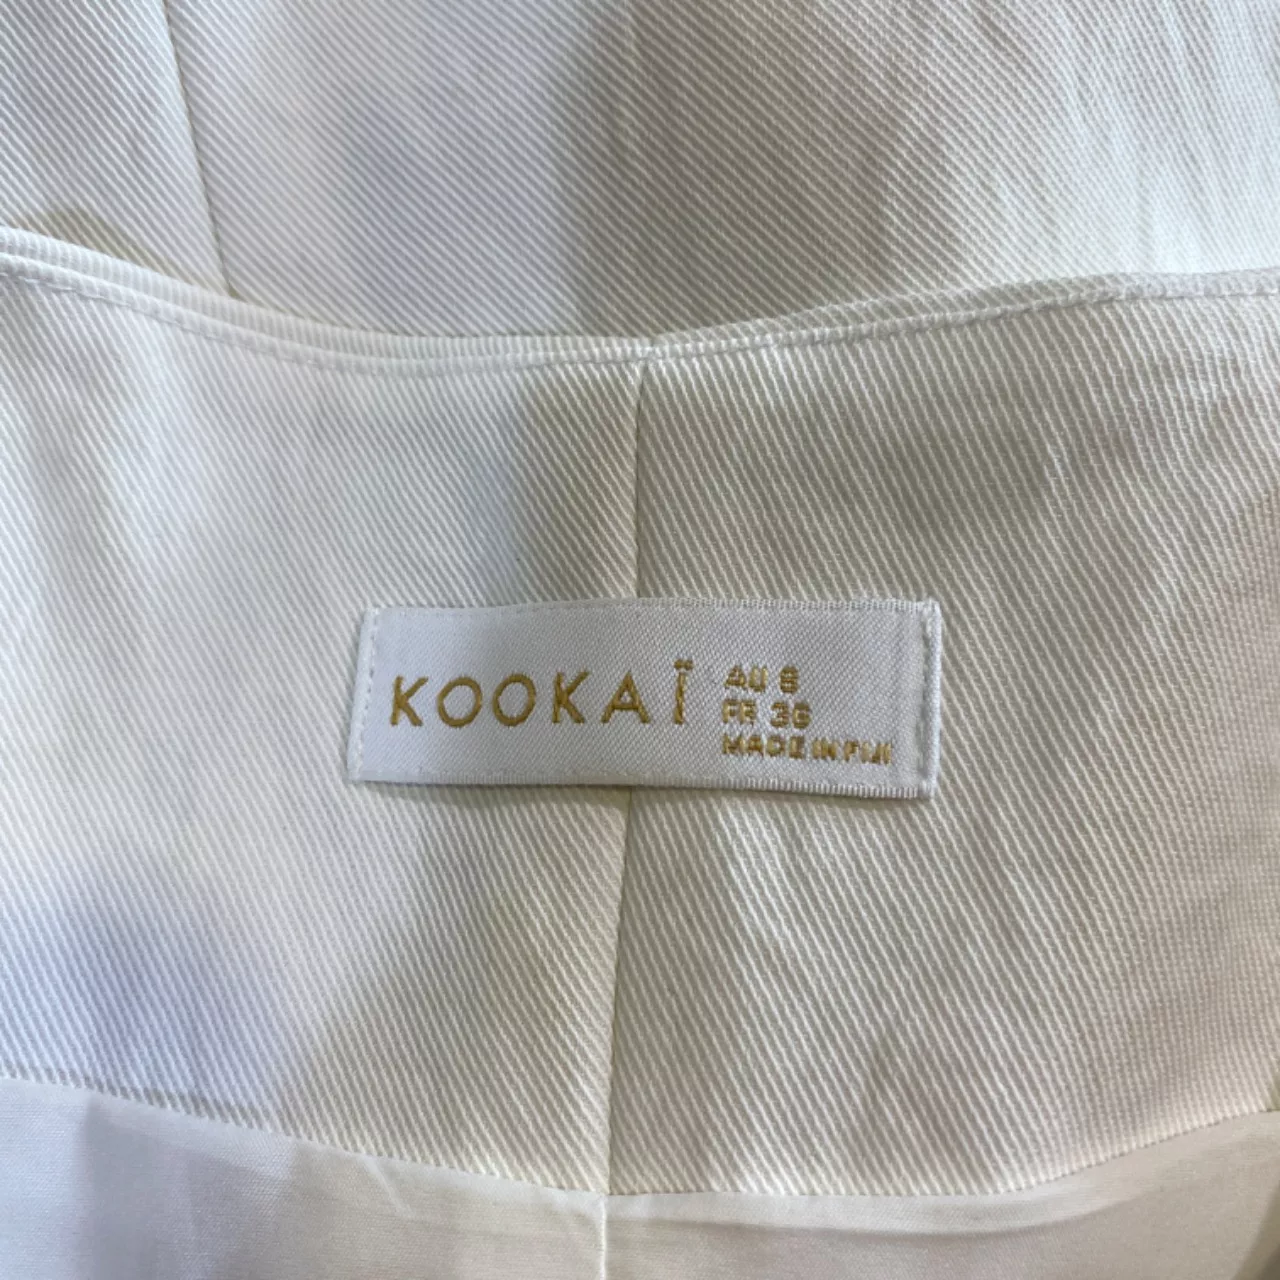 KOOKAÏ
AU 8
FR 36
MADE IN FIJI